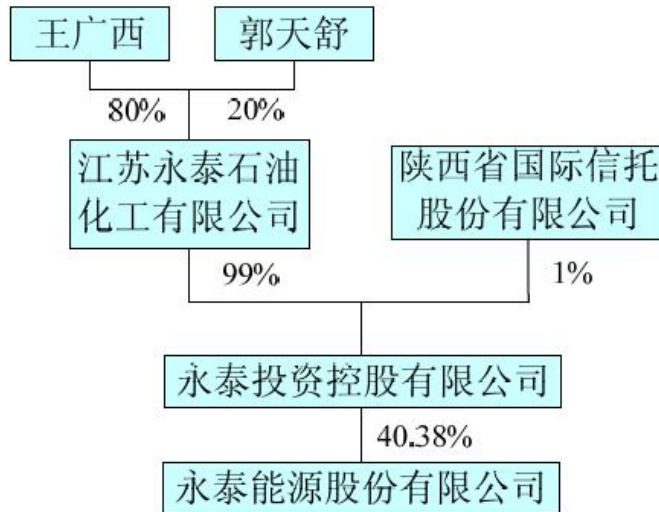 王广西
郭天舒
80%
20%
江苏永泰石油
化工有限公司
陕西省国际信托
股份有限公司
99%
1%
永泰投资控股有限公司
40.38%
永泰能源股份有限公司